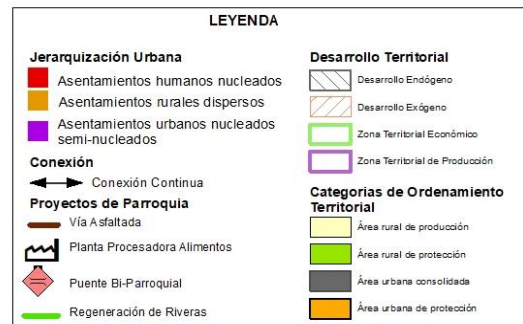 LEYENDA
Jerarquización Urbana
Asentamientos humanos nucleados
Asentamientos rurales dispersos
Asentamientos urbanos nucleados
semi-nucleados
Conexión
Conexión Continua
Proyectos de Parroquia
Vía Asfaltada
Planta Procesadora Alimentos
Puente Bi-Parroquial
Regeneración de Riveras
Desarrollo Territorial
Desarrollo Endógeno
Desarrollo Exógeno
Zona Territorial Económico
Zona Territorial de Producción
Categorias de Ordenamiento
Territorial
Área rural de producción
Área rural de protección
Área urbana consolidada
Área urbana de protección